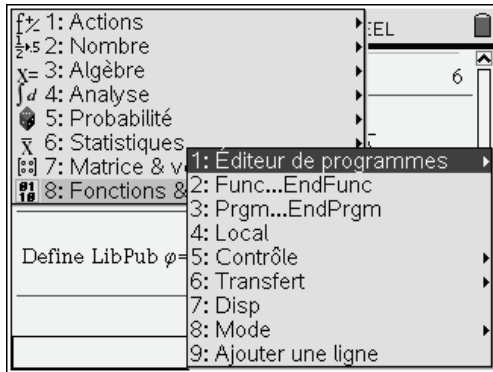 1: Actions
2: Nombre
3: Algèbre
4: Analyse
5: Probabilité
6: Statistiques
7: Matrice & v
8: Fonctions &
6
1: Éditeur de programmes
2: Func...EndFunc
3: Prgm...EndPrgm
4: Local
5: Contrôle
6: Transfert
7: Disp
8: Mode
9: Ajouter une ligne
Define LibPub φ=